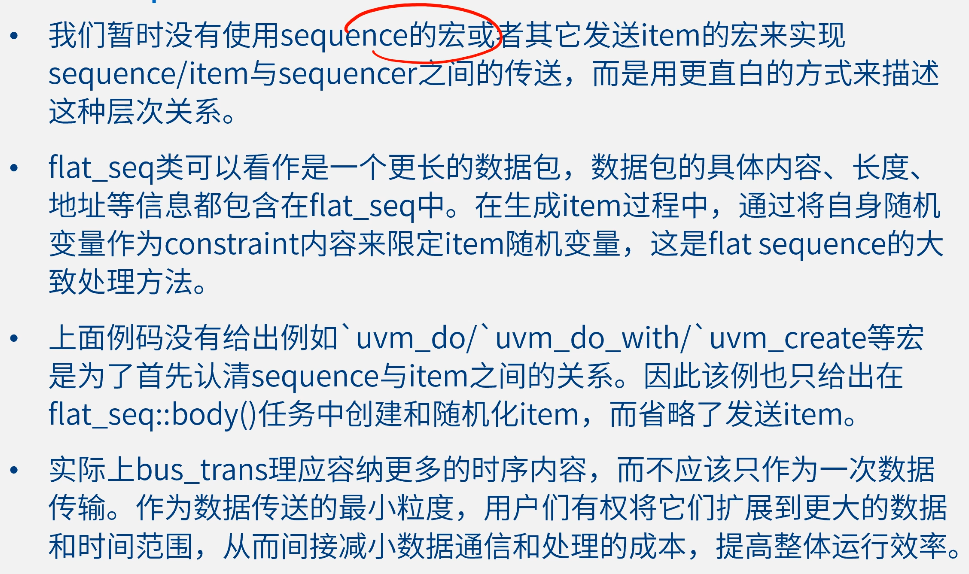 • 我们暂时没有使用sequence的宏或者其它发送item的宏来实现
sequence/item与sequencer之间的传送，而是用更直白的方式来描述
这种层次关系。
• flat_seq类可以看作是一个更长的数据包，数据包的具体内容、长度、
地址等信息都包含在flat_seq中。在生成item过程中，通过将自身随机
变量作为constraint内容来限定item随机变量，这是flat sequence的大
致处理方法。
• 上面例码没有给出例如`uvm_do/`uvm_do_with/`uvm_create等宏
是为了首先认清sequence与item之间的关系。因此该例也只给出在
flat_seq::body()任务中创建和随机化item，而省略了发送item。
• 实际上bus_trans理应容纳更多的时序内容，而不应该只作为一次数据
传输。作为数据传送的最小粒度，用户们有权将它们扩展到更大的数据
和时间范围，从而间接减小数据通信和处理的成本，提高整体运行效率。